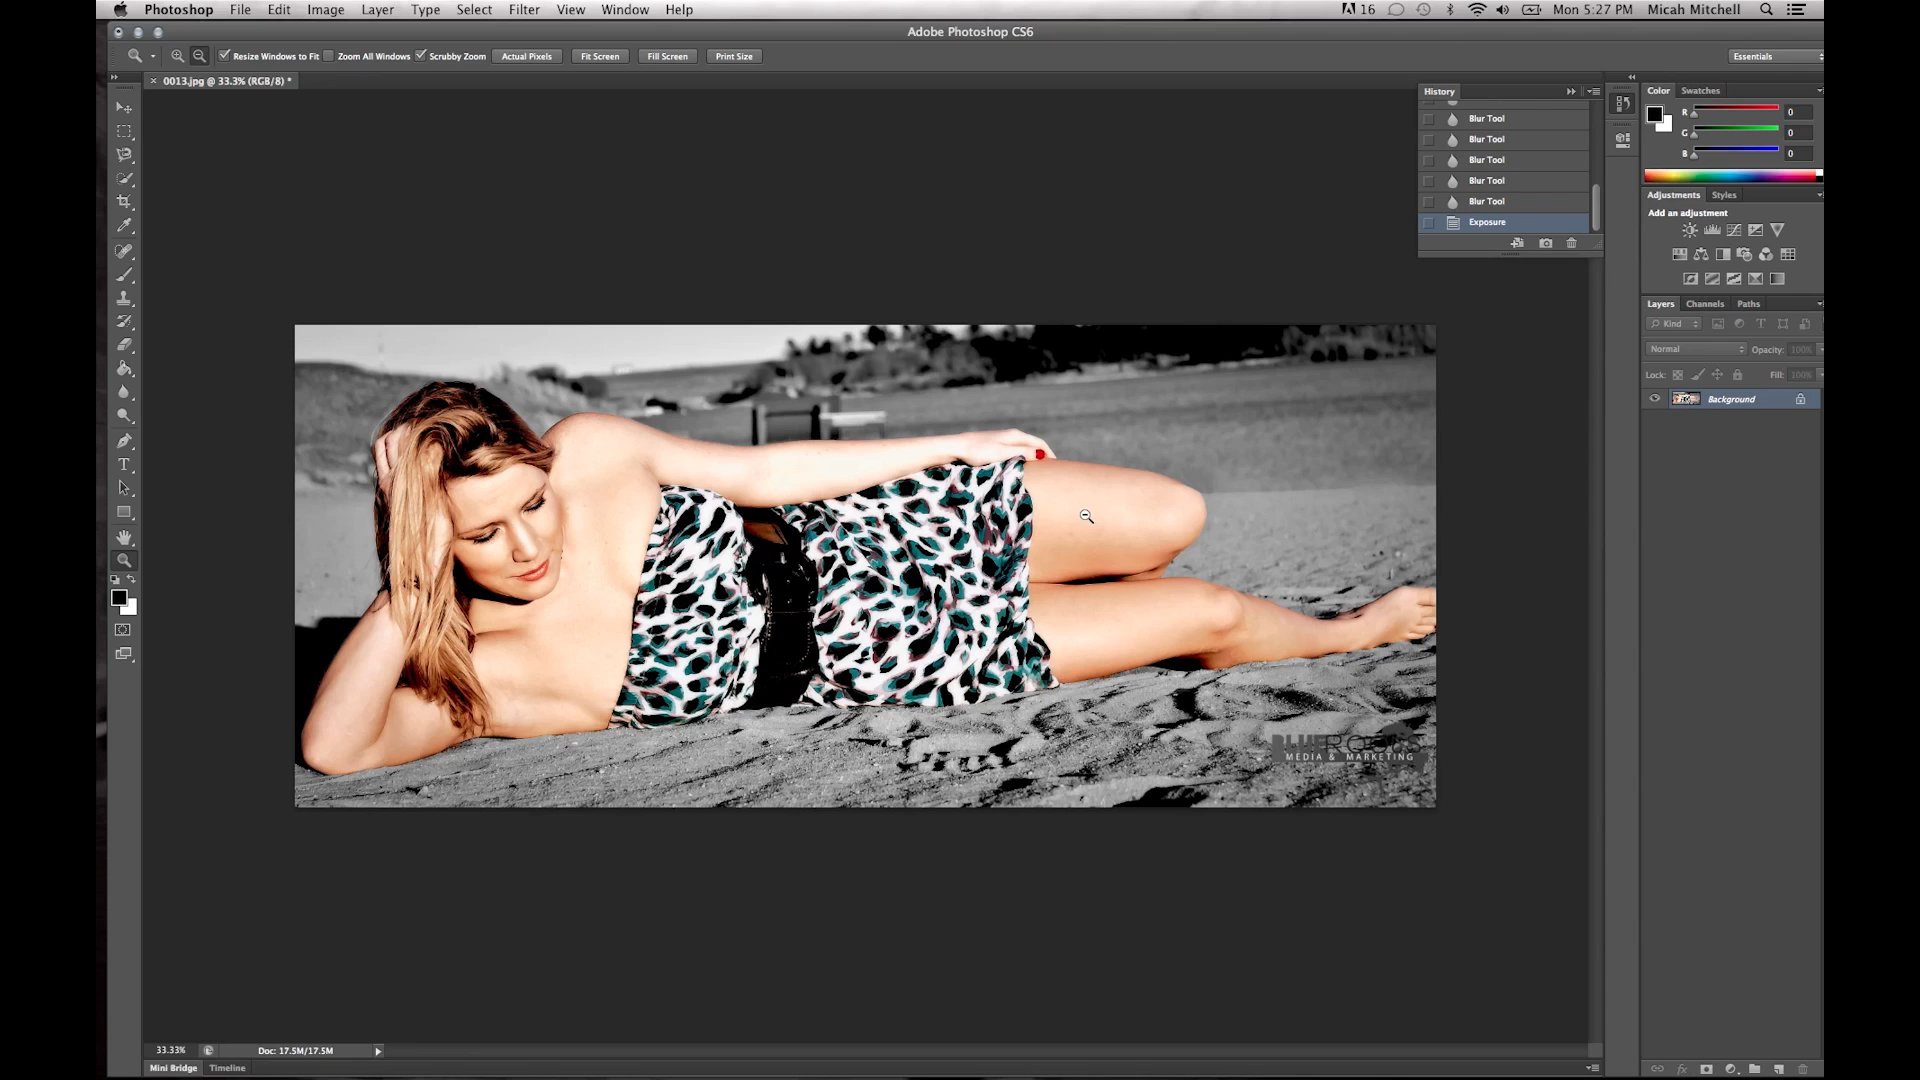 Photoshop File Edit Image Layer Type Select Filter View Window Help 16 Mon 5:27 PM Micah Mitchell
Adobe Photoshop CS6
Resize Windows to Fit Zoom All Windows Scrubby Zoom Actual Pixels Fit Screen Fill Screen Print Size Essentials
0013.jpg @ 33.3% (RGB/8) *
History
Blur Tool
Blur Tool
Blur Tool
Blur Tool
Blur Tool
Exposure
Color Swatches
R 0
G 0
B 0
Adjustments Styles
Add an adjustment
Layers Channels Paths
Kind
Normal Opacity: 100%
Lock: Fill: 100%
Background
MEDIA & MARKETING
33.33% Doc: 17.5M/17.5M
Mini Bridge Timeline